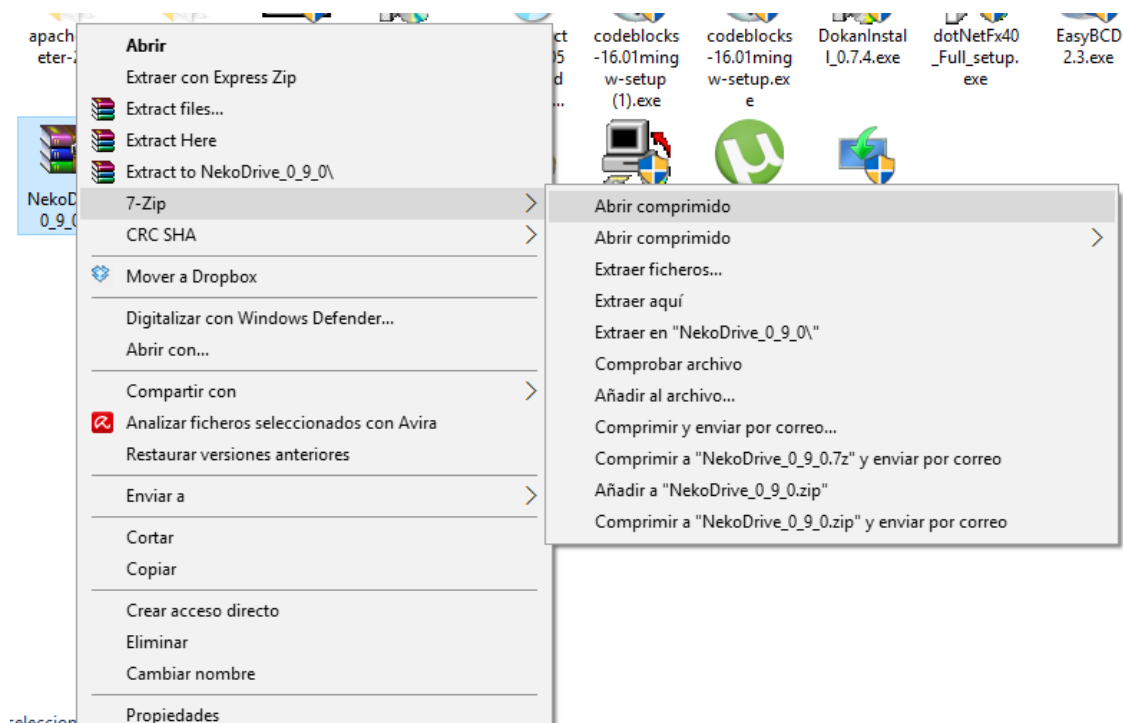 apach
eter-2
ct
05
d
...
codeblocks
-16.01ming
w-setup
(1).exe
codeblocks
-16.01ming
w-setup.ex
e
DokanInstal
l_0.7.4.exe
dotNetFx40
_Full_setup.
exe
EasyBCD
2.3.exe
NekoD
0_9_0
Abrir
Extraer con Express Zip
Extract files...
Extract Here
Extract to NekoDrive_0_9_0\
7-Zip
CRC SHA
Mover a Dropbox
Digitalizar con Windows Defender...
Abrir con...
Compartir con
Analizar ficheros seleccionados con Avira
Restaurar versiones anteriores
Enviar a
Cortar
Copiar
Crear acceso directo
Eliminar
Cambiar nombre
Propiedades
Abrir comprimido
Abrir comprimido
Extraer ficheros...
Extraer aquí
Extraer en "NekoDrive_0_9_0\"
Comprobar archivo
Añadir al archivo...
Comprimir y enviar por correo...
Comprimir a "NekoDrive_0_9_0.7z" y enviar por correo
Añadir a "NekoDrive_0_9_0.zip"
Comprimir a "NekoDrive_0_9_0.zip" y enviar por correo